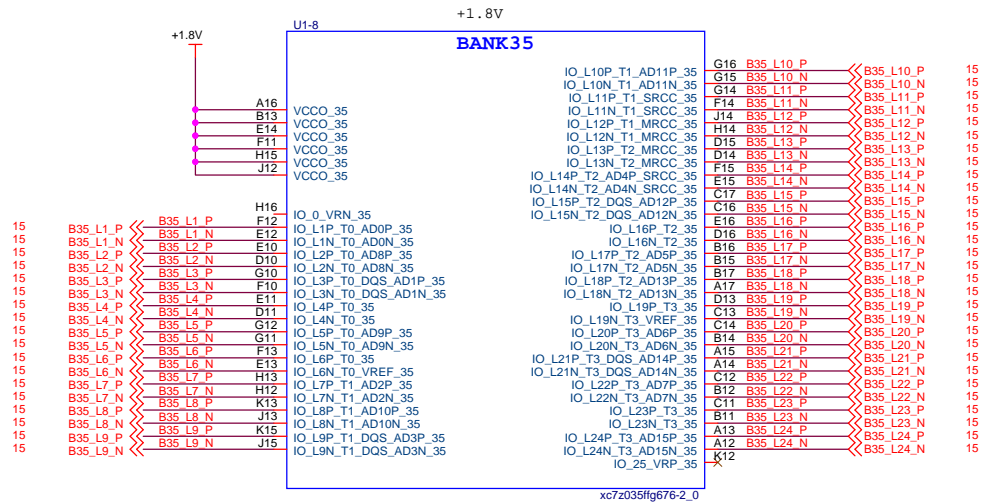 +1.8V
U1-8
+1.8V
BANK35
A16 VCCO_35
B13 VCCO_35
E14 VCCO_35
F11 VCCO_35
H15 VCCO_35
J12 VCCO_35
H16 IO_0_VRN_35
15 B35_L1_P B35_L1_P F12 IO_L1P_T0_AD0P_35
15 B35_L1_N B35_L1_N E12 IO_L1N_T0_AD0N_35
15 B35_L2_P B35_L2_P E10 IO_L2P_T0_AD8P_35
15 B35_L2_N B35_L2_N D10 IO_L2N_T0_AD8N_35
15 B35_L3_P B35_L3_P G10 IO_L3P_T0_DQS_AD1P_35
15 B35_L3_N B35_L3_N F10 IO_L3N_T0_DQS_AD1N_35
15 B35_L4_P B35_L4_P E11 IO_L4P_T0_35
15 B35_L4_N B35_L4_N D11 IO_L4N_T0_35
15 B35_L5_P B35_L5_P G12 IO_L5P_T0_AD9P_35
15 B35_L5_N B35_L5_N G11 IO_L5N_T0_AD9N_35
15 B35_L6_P B35_L6_P F13 IO_L6P_T0_35
15 B35_L6_N B35_L6_N E13 IO_L6N_T0_VREF_35
15 B35_L7_P B35_L7_P H13 IO_L7P_T1_AD2P_35
15 B35_L7_N B35_L7_N H12 IO_L7N_T1_AD2N_35
15 B35_L8_P B35_L8_P K13 IO_L8P_T1_AD10P_35
15 B35_L8_N B35_L8_N J13 IO_L8N_T1_AD10N_35
15 B35_L9_P B35_L9_P K15 IO_L9P_T1_DQS_AD3P_35
15 B35_L9_N B35_L9_N J15 IO_L9N_T1_DQS_AD3N_35
IO_L10P_T1_AD11P_35 G16 B35_L10_P B35_L10_P 15
IO_L10N_T1_AD11N_35 G15 B35_L10_N B35_L10_N 15
IO_L11P_T1_SRCC_35 G14 B35_L11_P B35_L11_P 15
IO_L11N_T1_SRCC_35 F14 B35_L11_N B35_L11_N 15
IO_L12P_T1_MRCC_35 J14 B35_L12_P B35_L12_P 15
IO_L12N_T1_MRCC_35 H14 B35_L12_N B35_L12_N 15
IO_L13P_T2_MRCC_35 D15 B35_L13_P B35_L13_P 15
IO_L13N_T2_MRCC_35 D14 B35_L13_N B35_L13_N 15
IO_L14P_T2_AD4P_SRCC_35 F15 B35_L14_P B35_L14_P 15
IO_L14N_T2_AD4N_SRCC_35 E15 B35_L14_N B35_L14_N 15
IO_L15P_T2_DQS_AD12P_35 C17 B35_L15_P B35_L15_P 15
IO_L15N_T2_DQS_AD12N_35 C16 B35_L15_N B35_L15_N 15
IO_L16P_T2_35 E16 B35_L16_P B35_L16_P 15
IO_L16N_T2_35 D16 B35_L16_N B35_L16_N 15
IO_L17P_T2_AD5P_35 B16 B35_L17_P B35_L17_P 15
IO_L17N_T2_AD5N_35 B15 B35_L17_N B35_L17_N 15
IO_L18P_T2_AD13P_35 B17 B35_L18_P B35_L18_P 15
IO_L18N_T2_AD13N_35 A17 B35_L18_N B35_L18_N 15
IO_L19P_T3_35 D13 B35_L19_P B35_L19_P 15
IO_L19N_T3_VREF_35 C13 B35_L19_N B35_L19_N 15
IO_L20P_T3_AD6P_35 C14 B35_L20_P B35_L20_P 15
IO_L20N_T3_AD6N_35 B14 B35_L20_N B35_L20_N 15
IO_L21P_T3_DQS_AD14P_35 A15 B35_L21_P B35_L21_P 15
IO_L21N_T3_DQS_AD14N_35 A14 B35_L21_N B35_L21_N 15
IO_L22P_T3_AD7P_35 C12 B35_L22_P B35_L22_P 15
IO_L22N_T3_AD7N_35 B12 B35_L22_N B35_L22_N 15
IO_L23P_T3_35 C11 B35_L23_P B35_L23_P 15
IO_L23N_T3_35 B11 B35_L23_N B35_L23_N 15
IO_L24P_T3_AD15P_35 A13 B35_L24_P B35_L24_P 15
IO_L24N_T3_AD15N_35 A12 B35_L24_N B35_L24_N 15
IO_25_VRP_35 K12
xc7z035ffg676-2_0